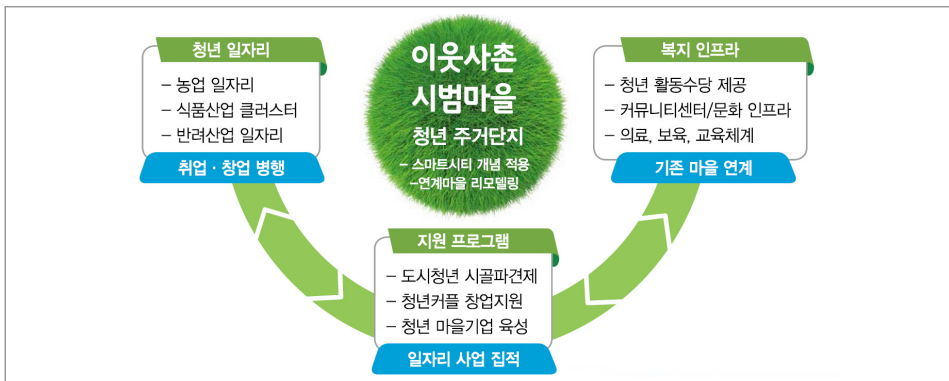 청년 일자리
– 농업 일자리
– 식품산업 클러스터
– 반려산업 일자리
취업 · 창업 병행
이웃사촌
시범마을
청년 주거단지
– 스마트시티 개념 적용
–연계마을 리모델링
복지 인프라
– 청년 활동수당 제공
– 커뮤니티센터/문화 인프라
– 의료, 보육, 교육체계
기존 마을 연계
지원 프로그램
– 도시청년 시골파견제
– 청년커플 창업지원
– 청년 마을기업 육성
일자리 사업 집적